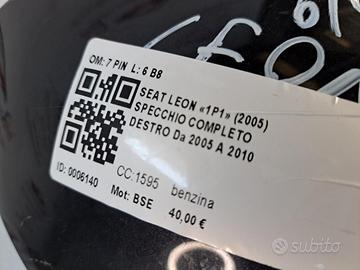 OM: 7 PIN L: 6 B8
SEAT LEON «1P1» (2005)
SPECCHIO COMPLETO
DESTRO Da 2005 A 2010
CC:1595 benzina
ID: 0006140
Mot: BSE 40,00 €
subito